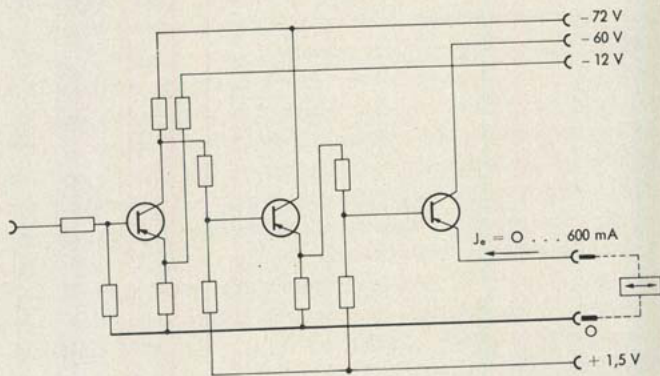 − 72 V
− 60 V
− 12 V
Jₑ = O . . . 600 mA
O
+ 1,5 V